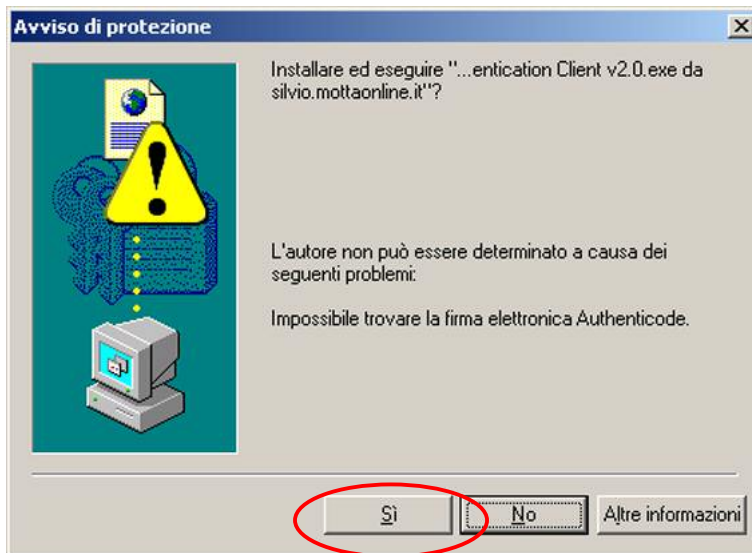 Avviso di protezione
Installare ed eseguire "...entication Client v2.0.exe da
silvio.mottaonline.it"?
L'autore non può essere determinato a causa dei
seguenti problemi:
Impossibile trovare la firma elettronica Authenticode.
Sì No Altre informazioni